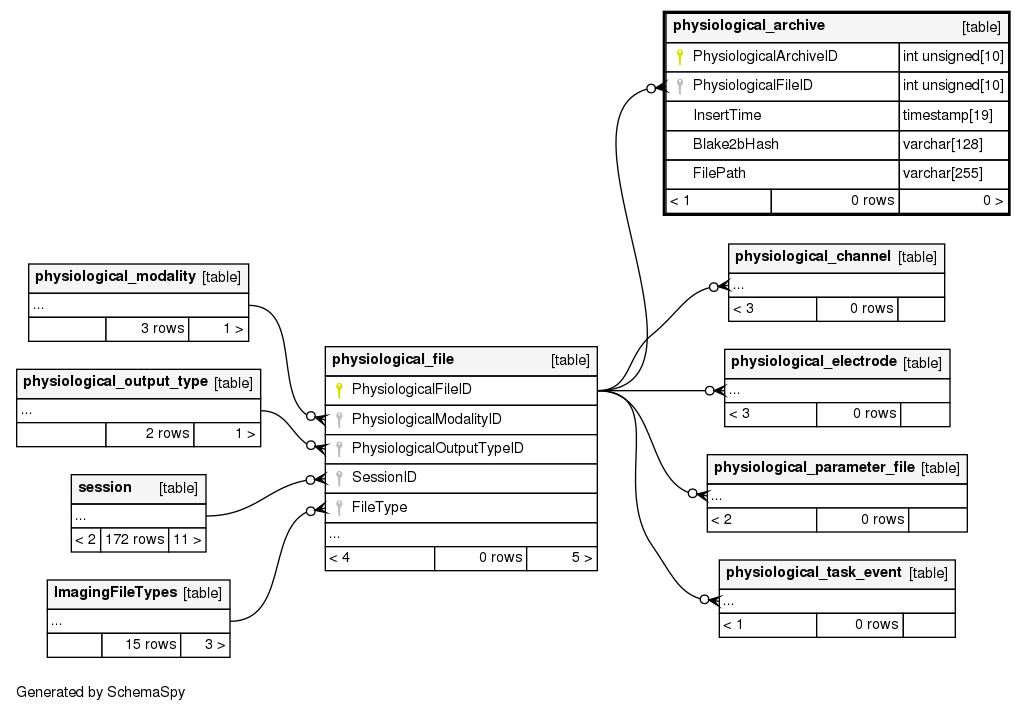 physiological_archive [table]
PhysiologicalArchiveID int unsigned[10]
PhysiologicalFileID int unsigned[10]
InsertTime timestamp[19]
Blake2bHash varchar[128]
FilePath varchar[255]
< 1 0 rows 0 >
physiological_channel [table]
...
< 3 0 rows
physiological_modality [table]
...
3 rows 1 >
physiological_file [table]
PhysiologicalFileID
PhysiologicalModalityID
PhysiologicalOutputTypeID
SessionID
FileType
...
< 4 0 rows 5 >
physiological_electrode [table]
...
< 3 0 rows
physiological_output_type [table]
...
2 rows 1 >
physiological_parameter_file [table]
...
< 2 0 rows
session [table]
...
< 2 172 rows 11 >
physiological_task_event [table]
...
< 1 0 rows
ImagingFileTypes [table]
...
15 rows 3 >
Generated by SchemaSpy